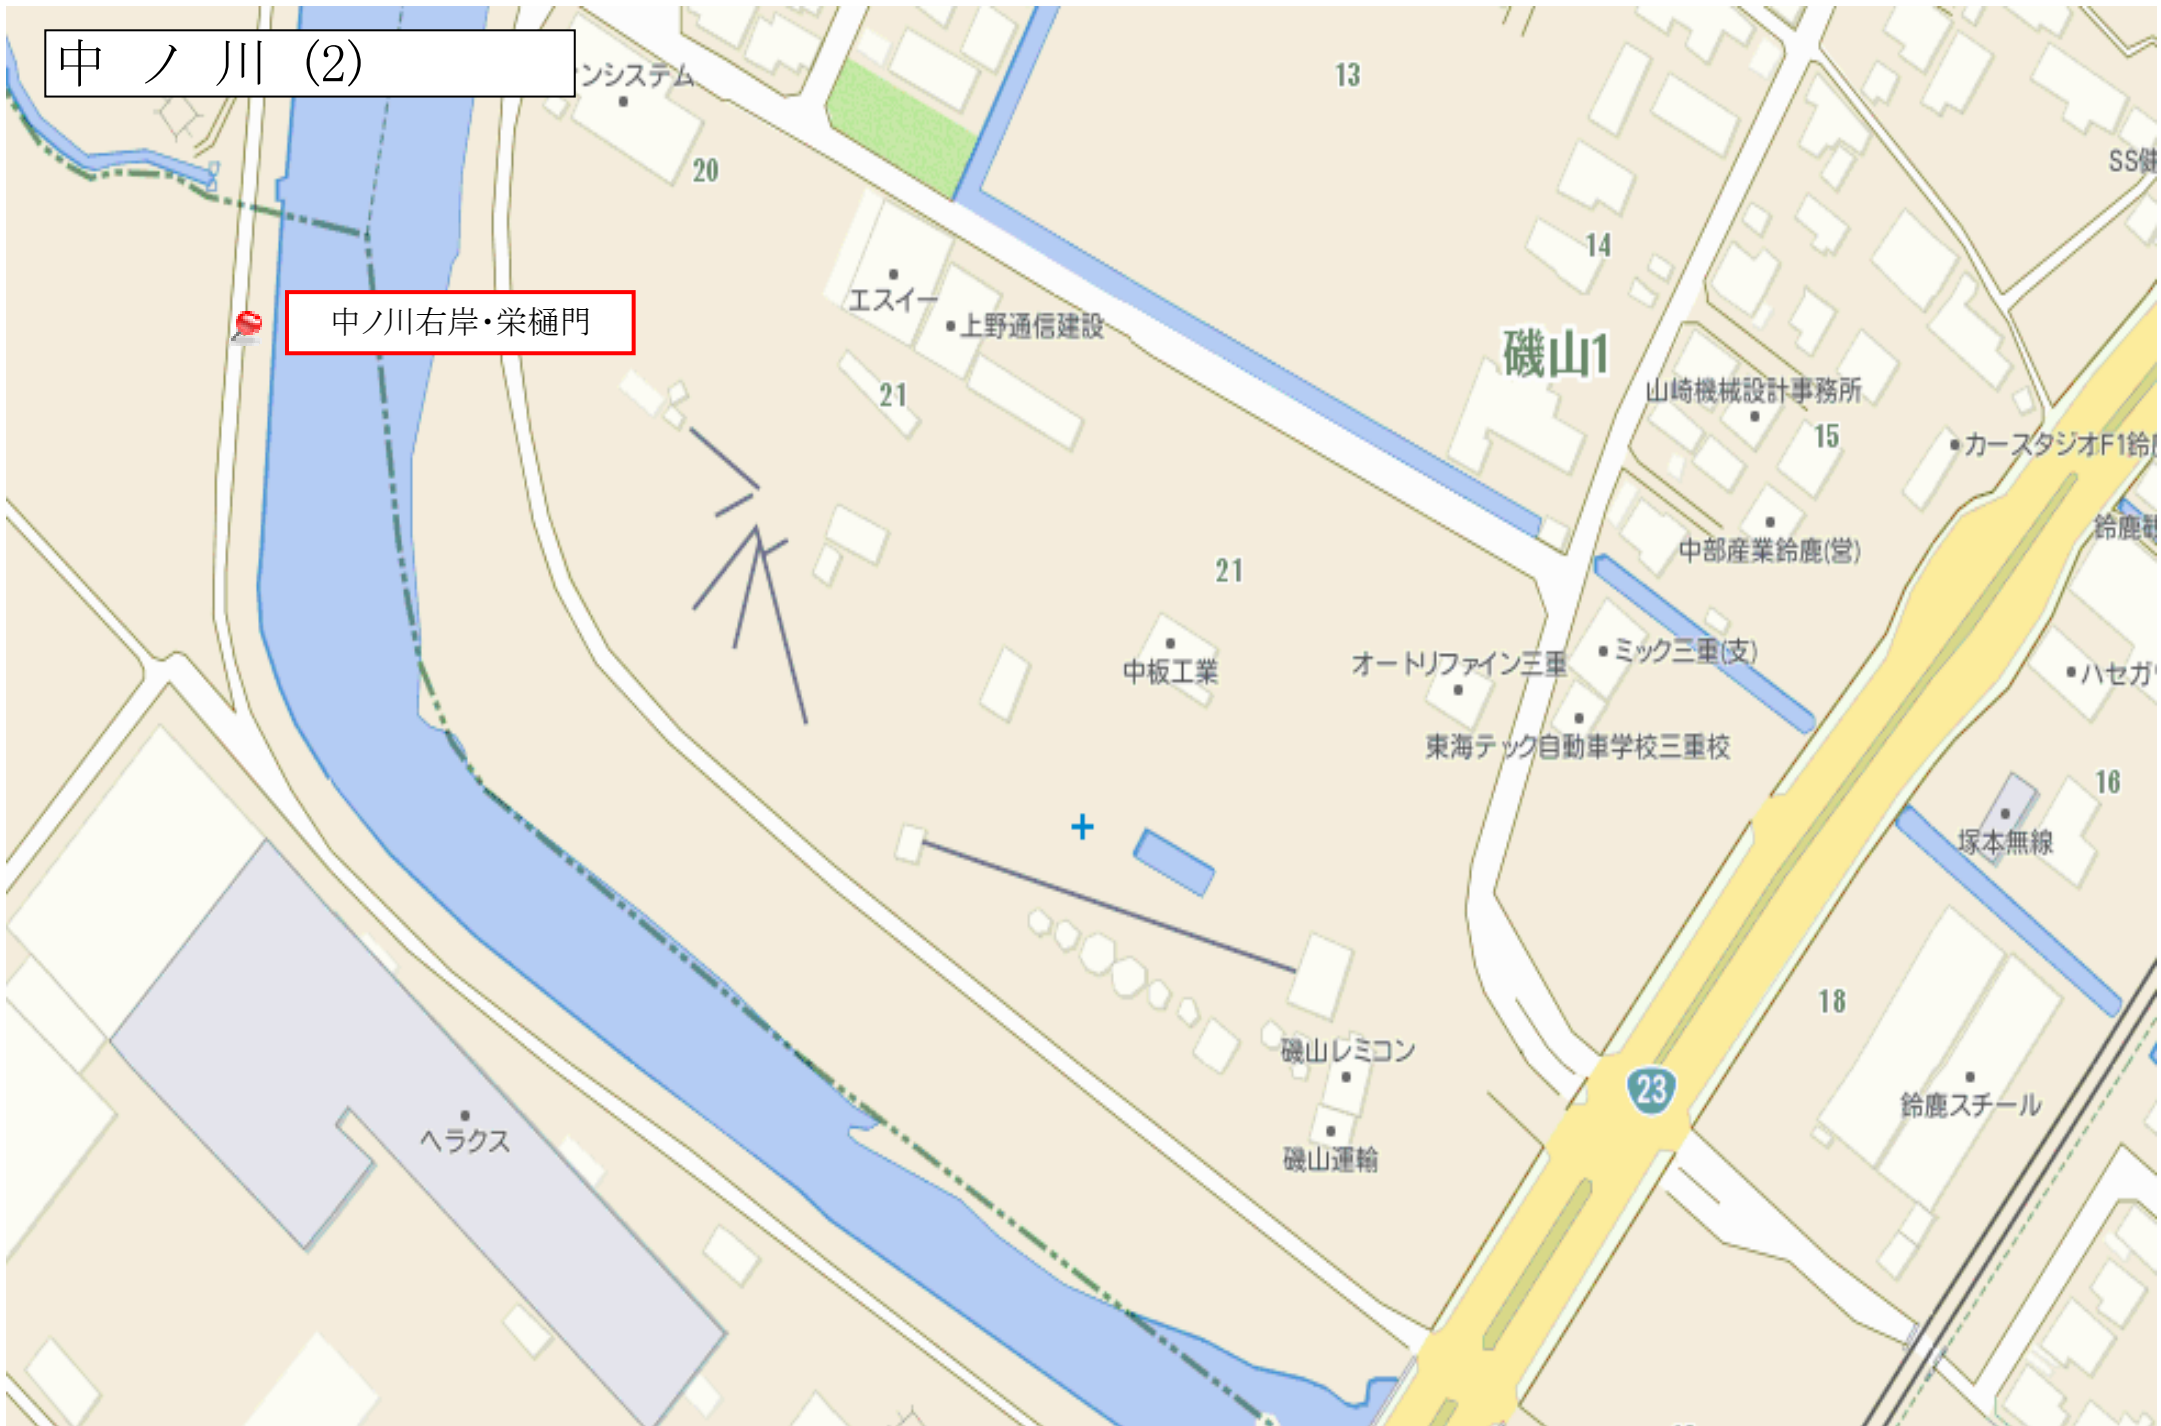 中ノ川 (2)
ンシステム
13
20
SS健
14
エスイー
上野通信建設
中ノ川右岸・栄樋門
磯山1
21
山崎機械設計事務所
15
カースタジオF1鈴鹿
鈴鹿
中部産業鈴鹿(営)
21
ミック三重(支)
オートリファイン三重
中板工業
ハセガ
東海テック自動車学校三重校
16
塚本無線
18
磯山レミコン
23
鈴鹿スチール
ヘラクス
磯山運輸